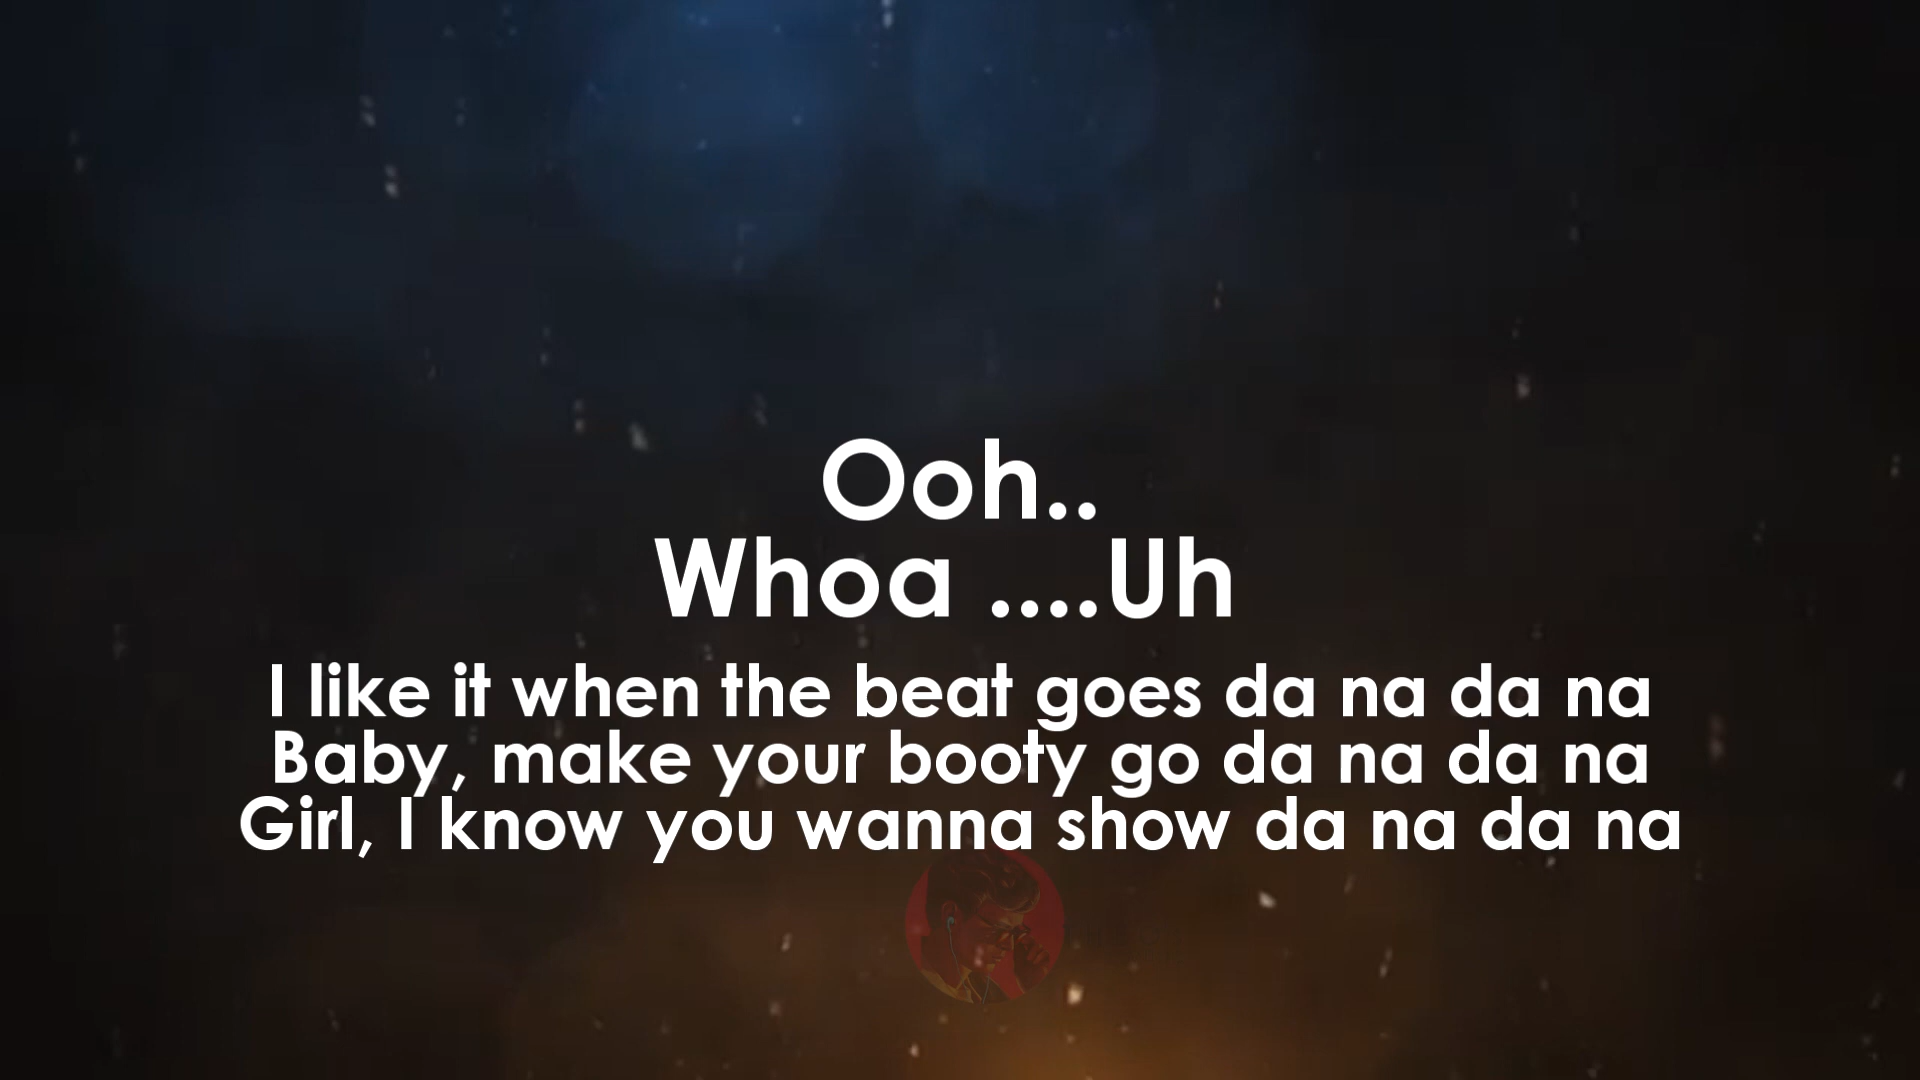 Ooh..
Whoa ....Uh
I like it when the beat goes da na da na
Baby, make your booty go da na da na
Girl, I know you wanna show da na da na